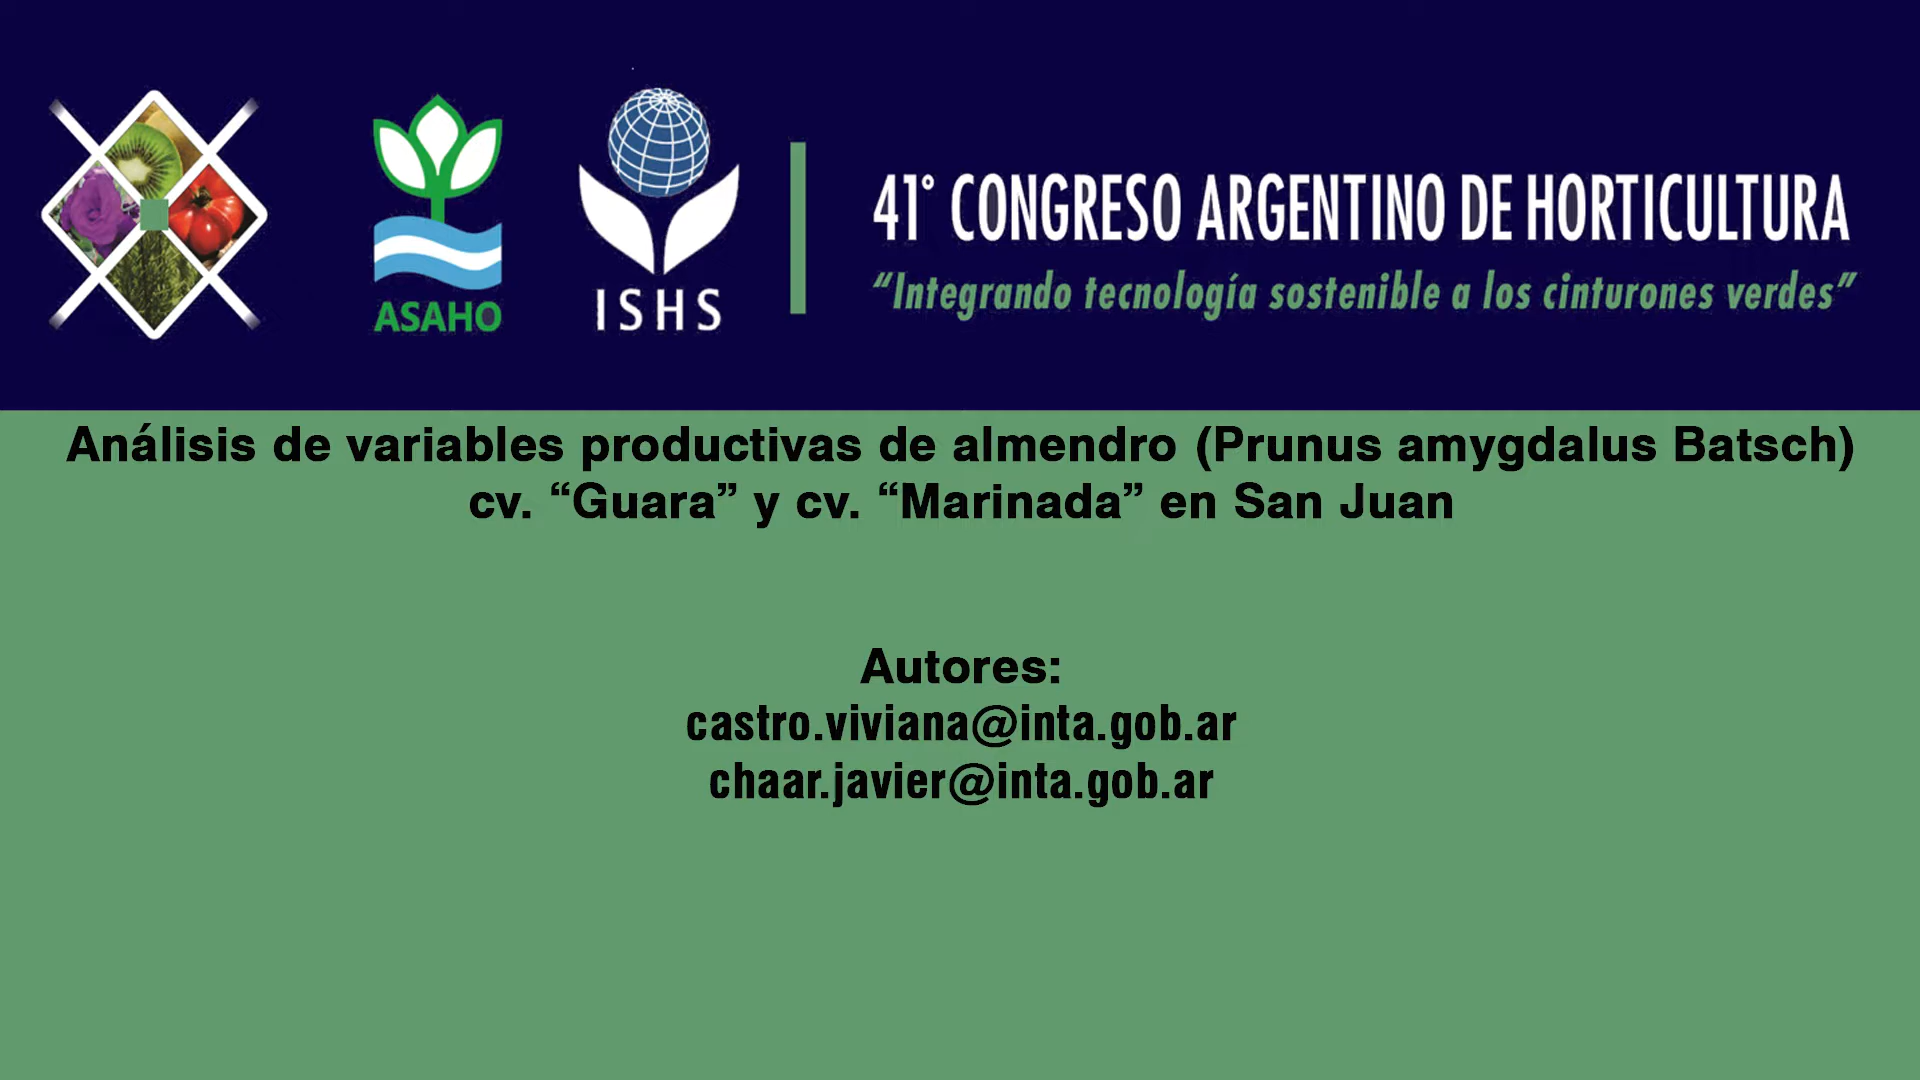 ASAHO
ISHS
41° CONGRESO ARGENTINO DE HORTICULTURA
“Integrando tecnología sostenible a los cinturones verdes”
Análisis de variables productivas de almendro (Prunus amygdalus Batsch)
cv. “Guara” y cv. “Marinada” en San Juan
Autores:
castro.viviana@inta.gob.ar
chaar.javier@inta.gob.ar